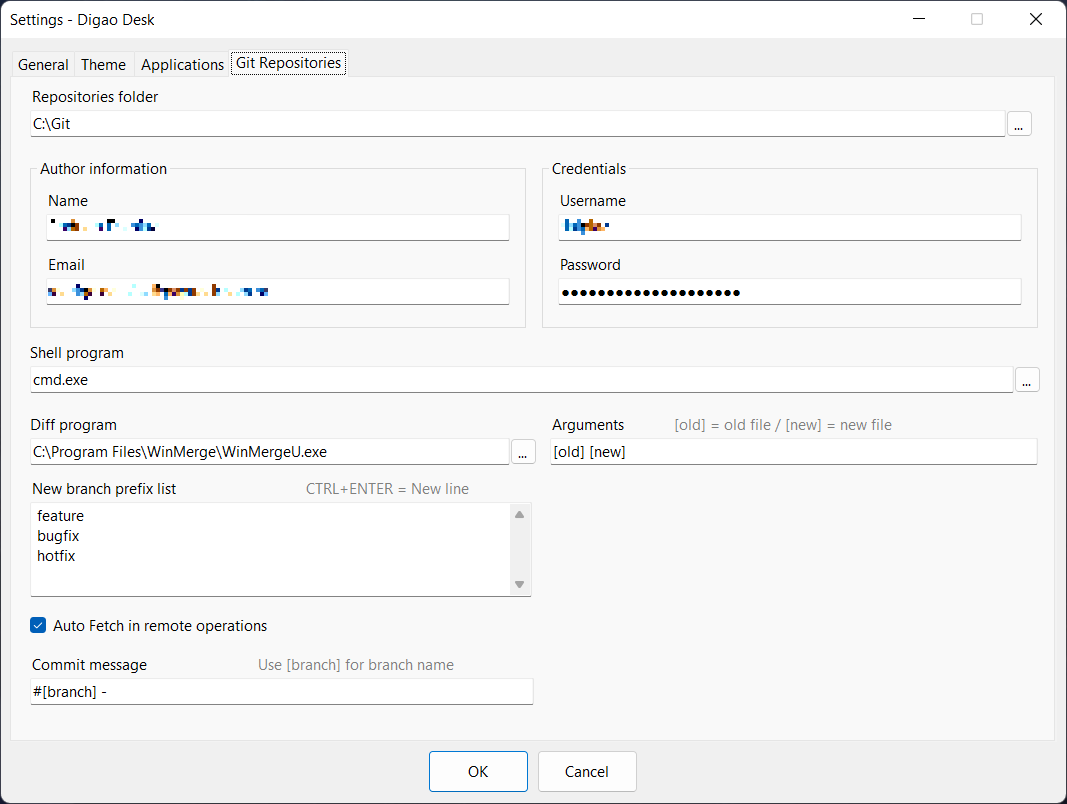 Settings - Digao Desk
General Theme Applications Git Repositories
Repositories folder
C:\Git
...
Author information
Name
Email
Credentials
Username
Password
●●●●●●●●●●●●●●●●●●●●
Shell program
cmd.exe
...
Diff program
C:\Program Files\WinMerge\WinMergeU.exe
...
Arguments [old] = old file / [new] = new file
[old] [new]
New branch prefix list CTRL+ENTER = New line
feature
bugfix
hotfix
Auto Fetch in remote operations
Commit message Use [branch] for branch name
#[branch] -
OK Cancel